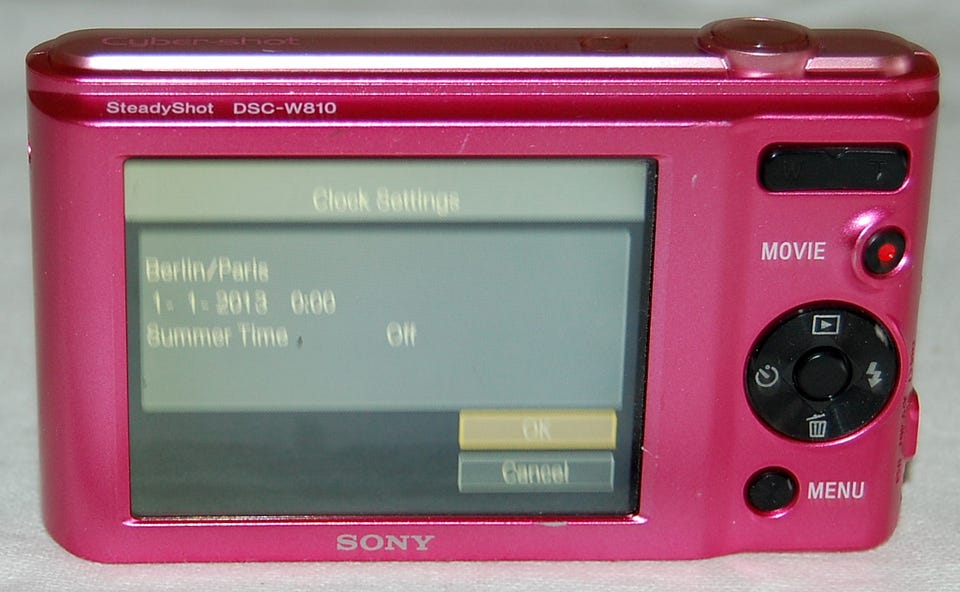 Cyber-shot
SteadyShot DSC-W810
Clock Settings
Berlin/Paris
1- 1-2013 0:00
Summer Time Off
OK
Cancel
W T
MOVIE
MENU
SONY